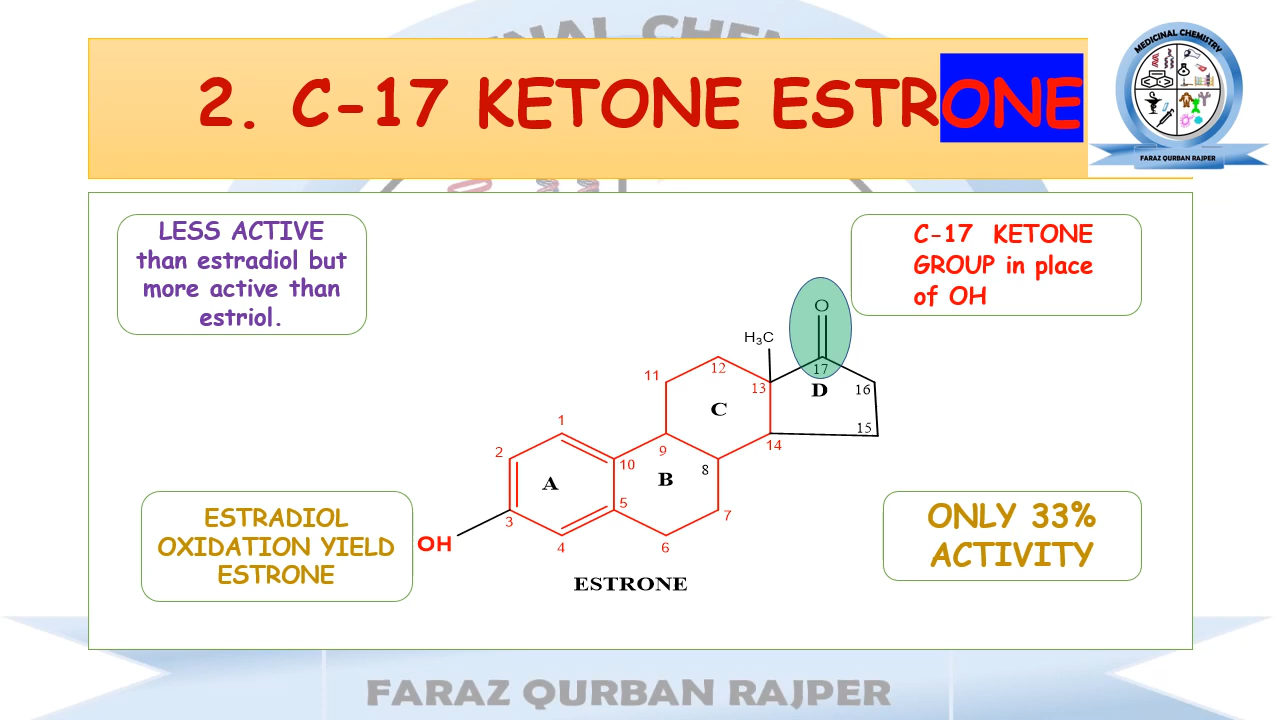 MEDICINAL CHEMISTRY
2. C-17 KETONE ESTRONE
MEDICINAL CHEMISTRY
FARAZ QURBAN RAJPER
LESS ACTIVE
than estradiol but
more active than
estriol.
C-17 KETONE
GROUP in place
of OH
O
H₃C
17
12
11
13
D
16
C
15
1
14
2
9
10
8
A
B
5
3
7
OH
4
6
ESTRADIOL
OXIDATION YIELD
ESTRONE
ONLY 33%
ACTIVITY
ESTRONE
FARAZ QURBAN RAJPER